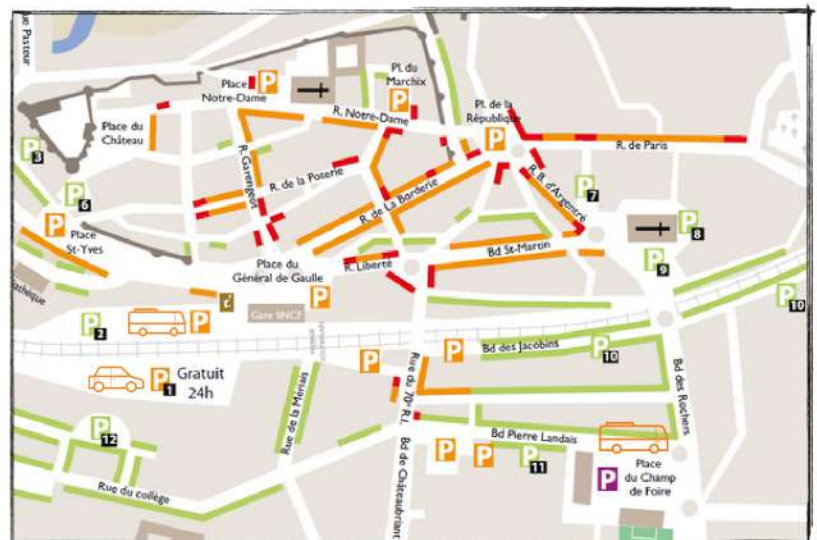 Rue Pasteur
P
3
P
6
P
Place
St-Yves
Place du
Château
Place
Notre-Dame
P
Pl. du
Marchix
P
R. Notre-Dame
Pl. de la
République
P
R. de Paris
R. Garengeot
R. de la Poterie
R. de La Borderie
R. B. d'Argentré
P
7
P
8
P
9
Bd St-Martin
R. Liberté
Place du
Général de Gaulle
P
i
Gare SNCF
P
2
P
P
1
Gratuit
24h
P
P
Bd des Jacobins
P
10
P
10
Rue de la Mériais
Rue du 70e R.I.
Bd des Rochers
P
12
Rue du collège
Bd de Châteaubriant
Bd Pierre Landais
P
P
P
11
P
Place
du Champ
de Foire